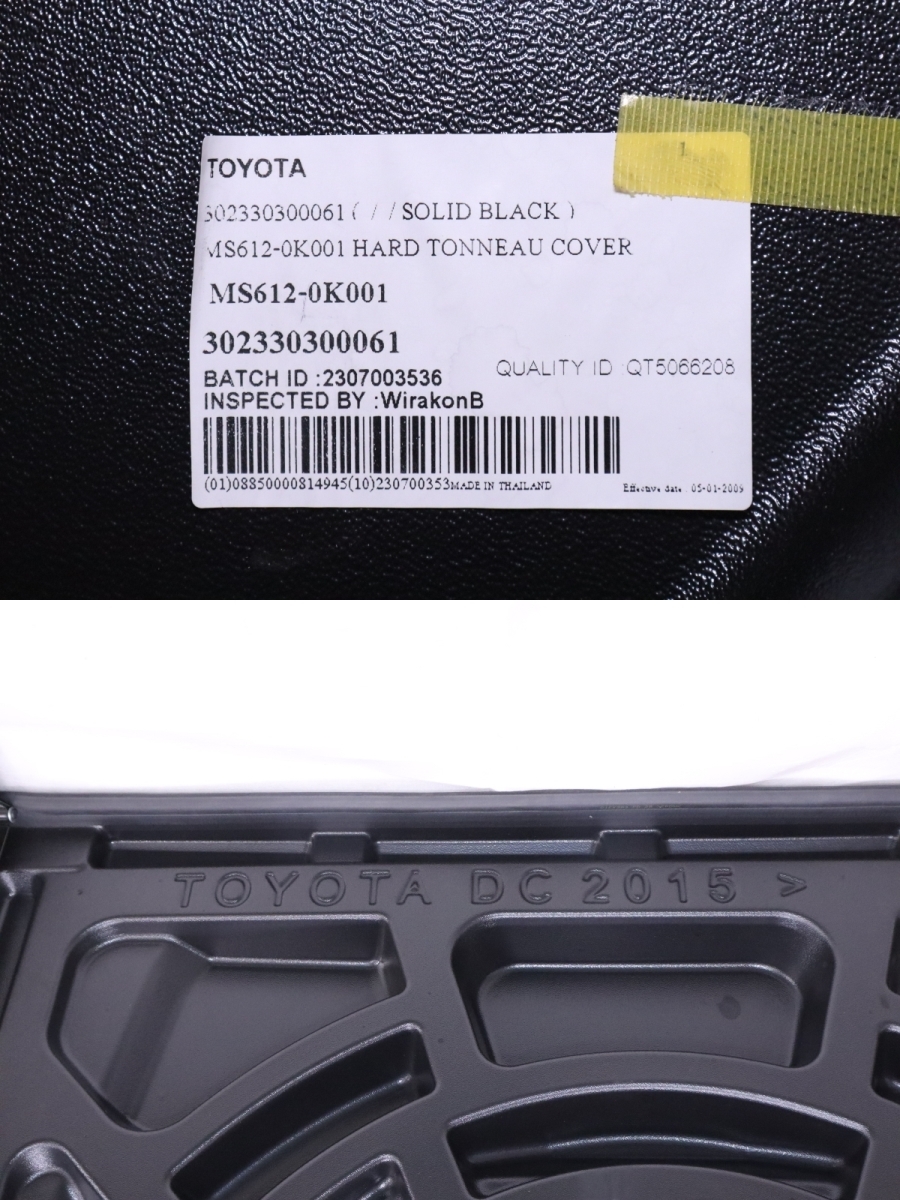 TOYOTA
302330300061 ( / / SOLID BLACK )
MS612-0K001 HARD TONNEAU COVER
MS612-0K001
302330300061
QUALITY ID :QT5066208
BATCH ID :2307003536
INSPECTED BY :WirakonB
(01)08850000814945(10)230700353MADE IN THAILAND
Effective date. 05-01-2009
TOYOTA DC 2015 >